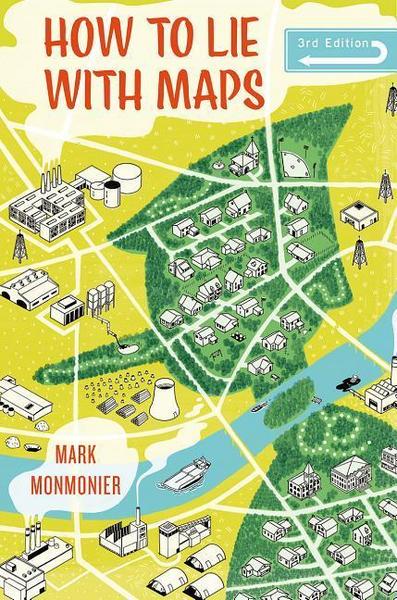 HOW TO LIE
WITH MAPS
3rd Edition
MARK
MONMONIER